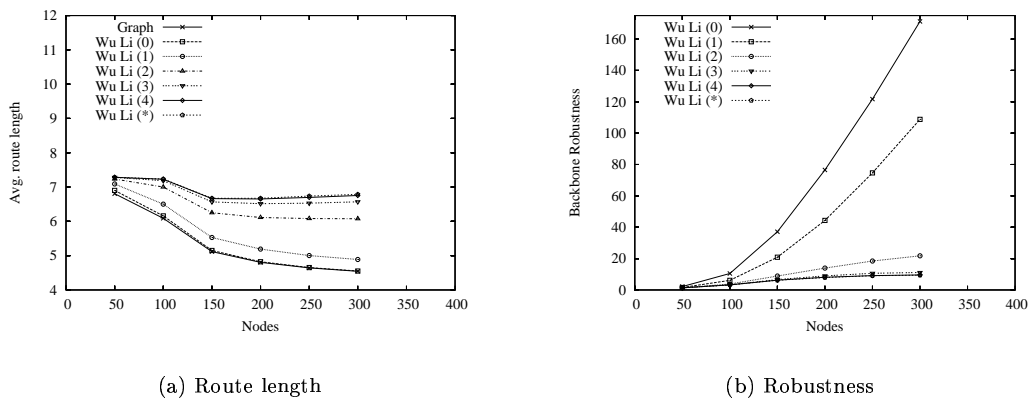 12
11
10
9
8
7
6
5
4
Avg. route length
Graph
Wu Li (0)
Wu Li (1)
Wu Li (2)
Wu Li (3)
Wu Li (4)
Wu Li (*)
0 50 100 150 200 250 300 350 400
Nodes
(a) Route length
160
140
120
100
80
60
40
20
0
Backbone Robustness
Wu Li (0)
Wu Li (1)
Wu Li (2)
Wu Li (3)
Wu Li (4)
Wu Li (*)
0 50 100 150 200 250 300 350 400
Nodes
(b) Robustness